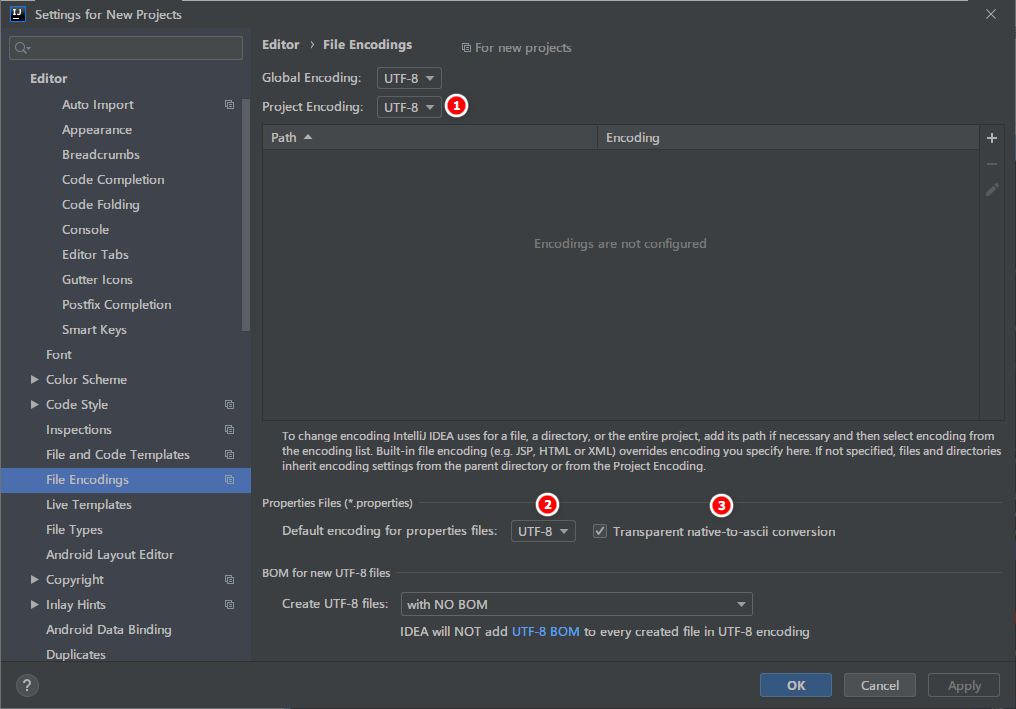 IJ Settings for New Projects
Editor › File Encodings For new projects
Editor
Auto Import
Appearance
Breadcrumbs
Code Completion
Code Folding
Console
Editor Tabs
Gutter Icons
Postfix Completion
Smart Keys
Font
Color Scheme
Code Style
Inspections
File and Code Templates
File Encodings
Live Templates
File Types
Android Layout Editor
Copyright
Inlay Hints
Android Data Binding
Duplicates
Global Encoding: UTF-8
Project Encoding: UTF-8 1
Path Encoding
Encodings are not configured
To change encoding IntelliJ IDEA uses for a file, a directory, or the entire project, add its path if necessary and then select encoding from
the encoding list. Built-in file encoding (e.g. JSP, HTML or XML) overrides encoding you specify here. If not specified, files and directories
inherit encoding settings from the parent directory or from the Project Encoding.
Properties Files (*.properties) 2 3
Default encoding for properties files: UTF-8 Transparent native-to-ascii conversion
BOM for new UTF-8 files
Create UTF-8 files: with NO BOM
IDEA will NOT add UTF-8 BOM to every created file in UTF-8 encoding
? OK Cancel Apply